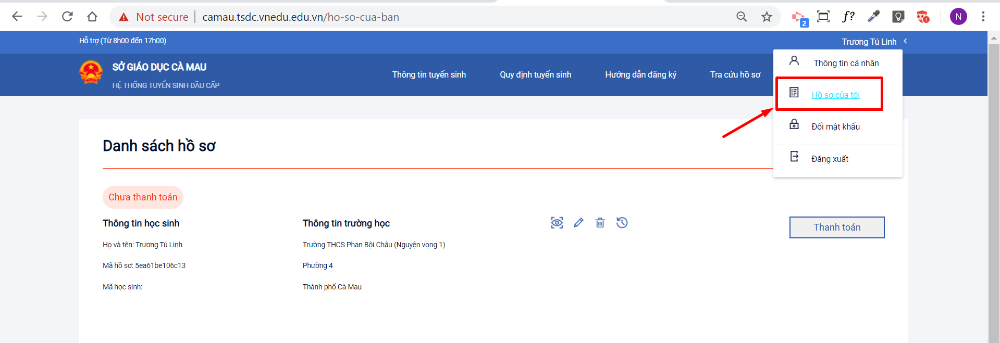 Not secure
camau.tsdc.vnedu.edu.vn/ho-so-cua-ban
f?
2
N
Hỗ trợ (Từ 8h00 đến 17h00)
Trương Tú Linh
SỞ GIÁO DỤC CÀ MAU
HỆ THỐNG TUYỂN SINH ĐẦU CẤP
Thông tin tuyển sinh
Quy định tuyển sinh
Hướng dẫn đăng ký
Tra cứu hồ sơ
Thông tin cá nhân
Hồ sơ của tôi
Đổi mật khẩu
Đăng xuất
Danh sách hồ sơ
Chưa thanh toán
Thông tin học sinh
Họ và tên: Trương Tú Linh
Mã hồ sơ: 5ea61be106c13
Mã học sinh:
Thông tin trường học
Trường THCS Phan Bội Châu (Nguyện vọng 1)
Phường 4
Thành phố Cà Mau
Thanh toán